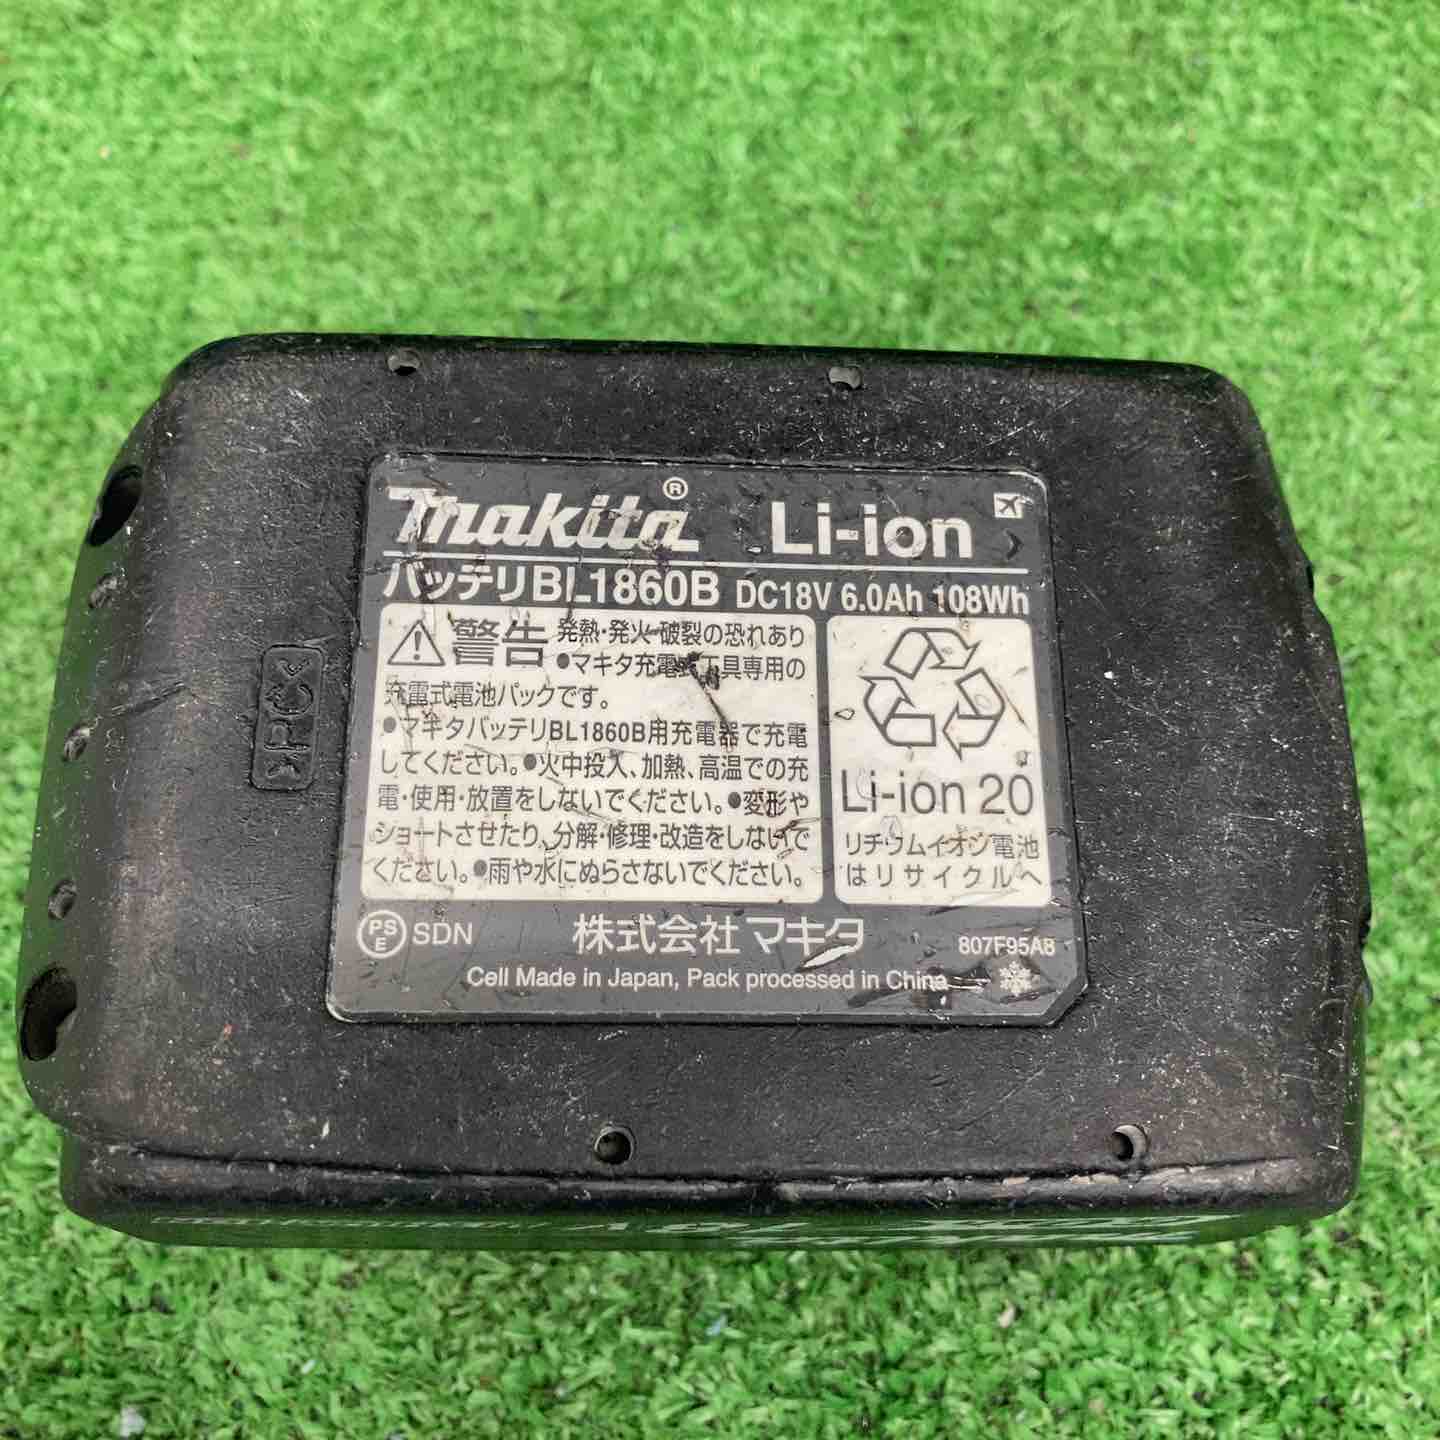 makita® Li-ion
バッテリBL1860B DC18V 6.0Ah 108Wh
警告 発熱・発火・破裂の恐れあり
●マキタ充電式工具専用の
充電式電池パックです。
●マキタバッテリBL1860B用充電器で充電
してください。●火中投入、加熱、高温での充
電・使用・放置をしないでください。●変形や
ショートさせたり、分解・修理・改造をしないで
ください。●雨や水にぬらさないでください。
Li-ion 20
リチウムイオン電池
はリサイクルへ
PSE SDN 株式会社マキタ 807F95A8
Cell Made in Japan, Pack processed in China
>PC<